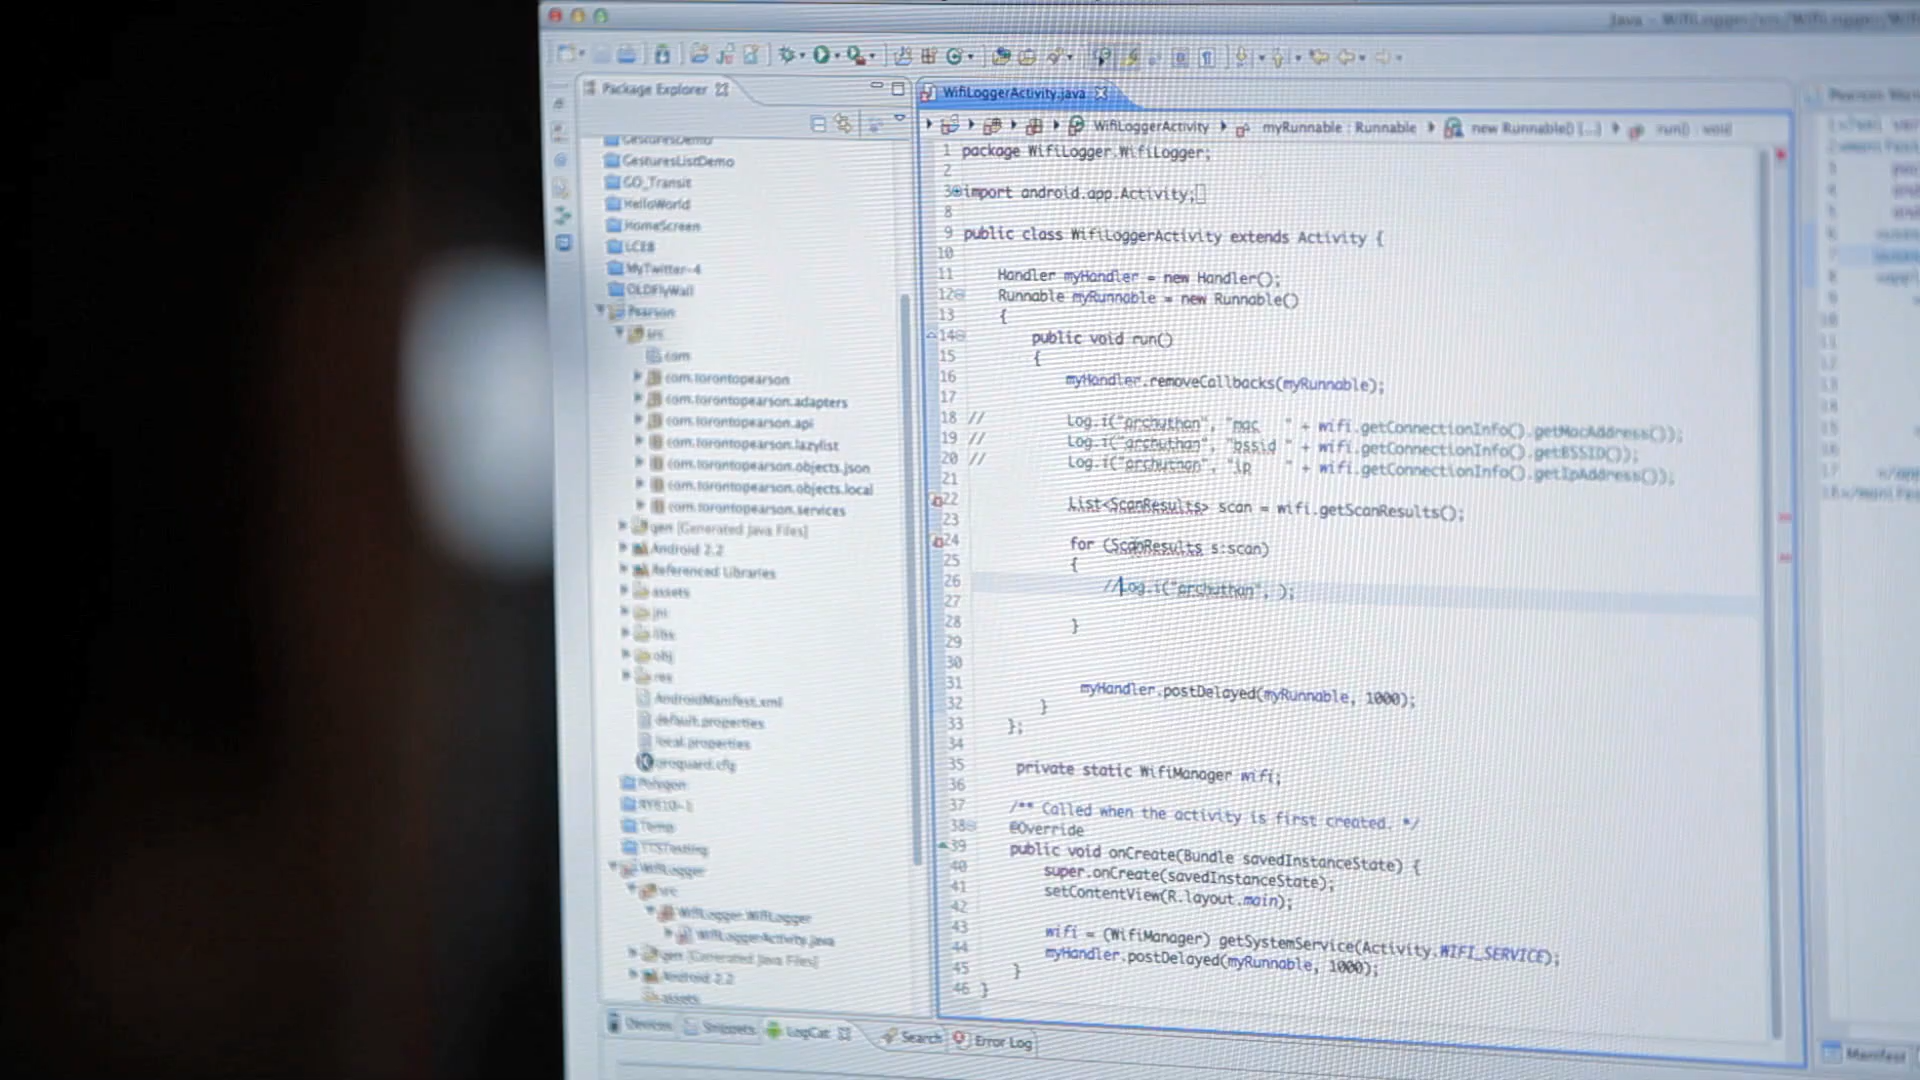 Java - WifiLogger/src/WifiLogger/Wifi
Package Explorer
GesturesDemo
GesturesListDemo
GO_Transit
HelloWorld
HomeScreen
LCBB
MyTwitter-4
OLDFlyWall
Pearson
src
com
com.torontopearson
com.torontopearson.adapters
com.torontopearson.api
com.torontopearson.lazylist
com.torontopearson.objects.json
com.torontopearson.objects.local
com.torontopearson.services
gen [Generated Java Files]
Android 2.2
Referenced Libraries
assets
jni
libs
obj
res
AndroidManifest.xml
default.properties
local.properties
proguard.cfg
Polygon
Temp
WifiLogger
src
WifiLogger.WifiLogger
WifiLoggerActivity.java
gen [Generated Java Files]
Android 2.2
assets
WifiLoggerActivity.java
WifiLoggerActivity myRunnable : Runnable new Runnable() {...} run() : void
1 package WifiLogger.WifiLogger;
2
3 import android.app.Activity;
8
9 public class WifiLoggerActivity extends Activity {
10
11 Handler myHandler = new Handler();
12 Runnable myRunnable = new Runnable()
13 {
14 public void run()
15 {
16 myHandler.removeCallbacks(myRunnable);
17
18 // Log.i("archuthan", "mac " + wifi.getConnectionInfo().getMacAddress());
19 // Log.i("archuthan", "bssid " + wifi.getConnectionInfo().getBSSID());
20 // Log.i("archuthan", "ip " + wifi.getConnectionInfo().getIpAddress());
21
22 List<ScanResults> scan = wifi.getScanResults();
23
24 for (ScanResults s:scan)
25 {
26 //Log.i("archuthan", );
27
28 }
29
30
31 myHandler.postDelayed(myRunnable, 1000);
32 }
33 };
34
35 private static WifiManager wifi;
36
37 /** Called when the activity is first created. */
38 @Override
39 public void onCreate(Bundle savedInstanceState) {
40 super.onCreate(savedInstanceState);
41 setContentView(R.layout.main);
42
43 wifi = (WifiManager) getSystemService(Activity.WIFI_SERVICE);
44 myHandler.postDelayed(myRunnable, 1000);
45 }
46 }
Devices Snippets LogCat Search Error Log
Manifest